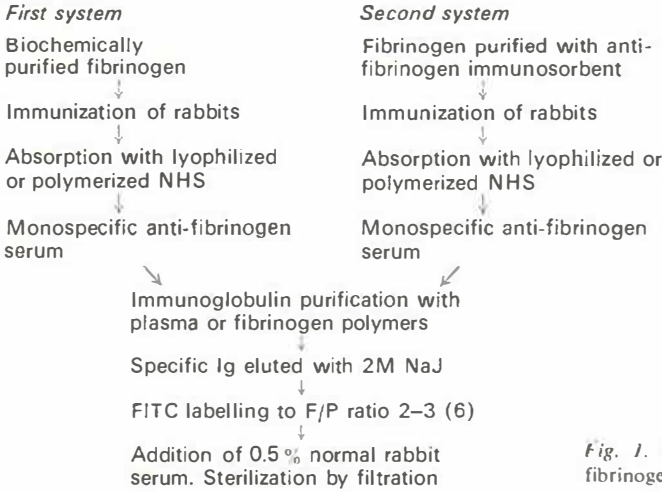 First system
Biochemically
purified fibrinogen
Immunization of rabbits
Absorption with lyophilized
or polymerized NHS
Monospecific anti-fibrinogen
serum
Second system
Fibrinogen purified with anti-
fibrinogen immunosorbent
Immunization of rabbits
Absorption with lyophilized or
polymerized NHS
Monospecific anti-fibrinogen
serum
Immunoglobulin purification with
plasma or fibrinogen polymers
Specific Ig eluted with 2M NaJ
FITC labelling to F/P ratio 2–3 (6)
Addition of 0.5 % normal rabbit
serum. Sterilization by filtration
Fig. 1.